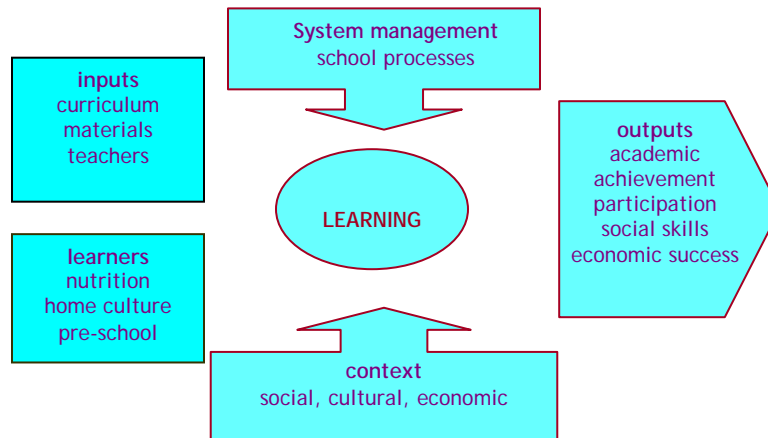 System management
school processes
inputs
curriculum
materials
teachers
outputs
academic
achievement
participation
social skills
economic success
LEARNING
learners
nutrition
home culture
pre-school
context
social, cultural, economic